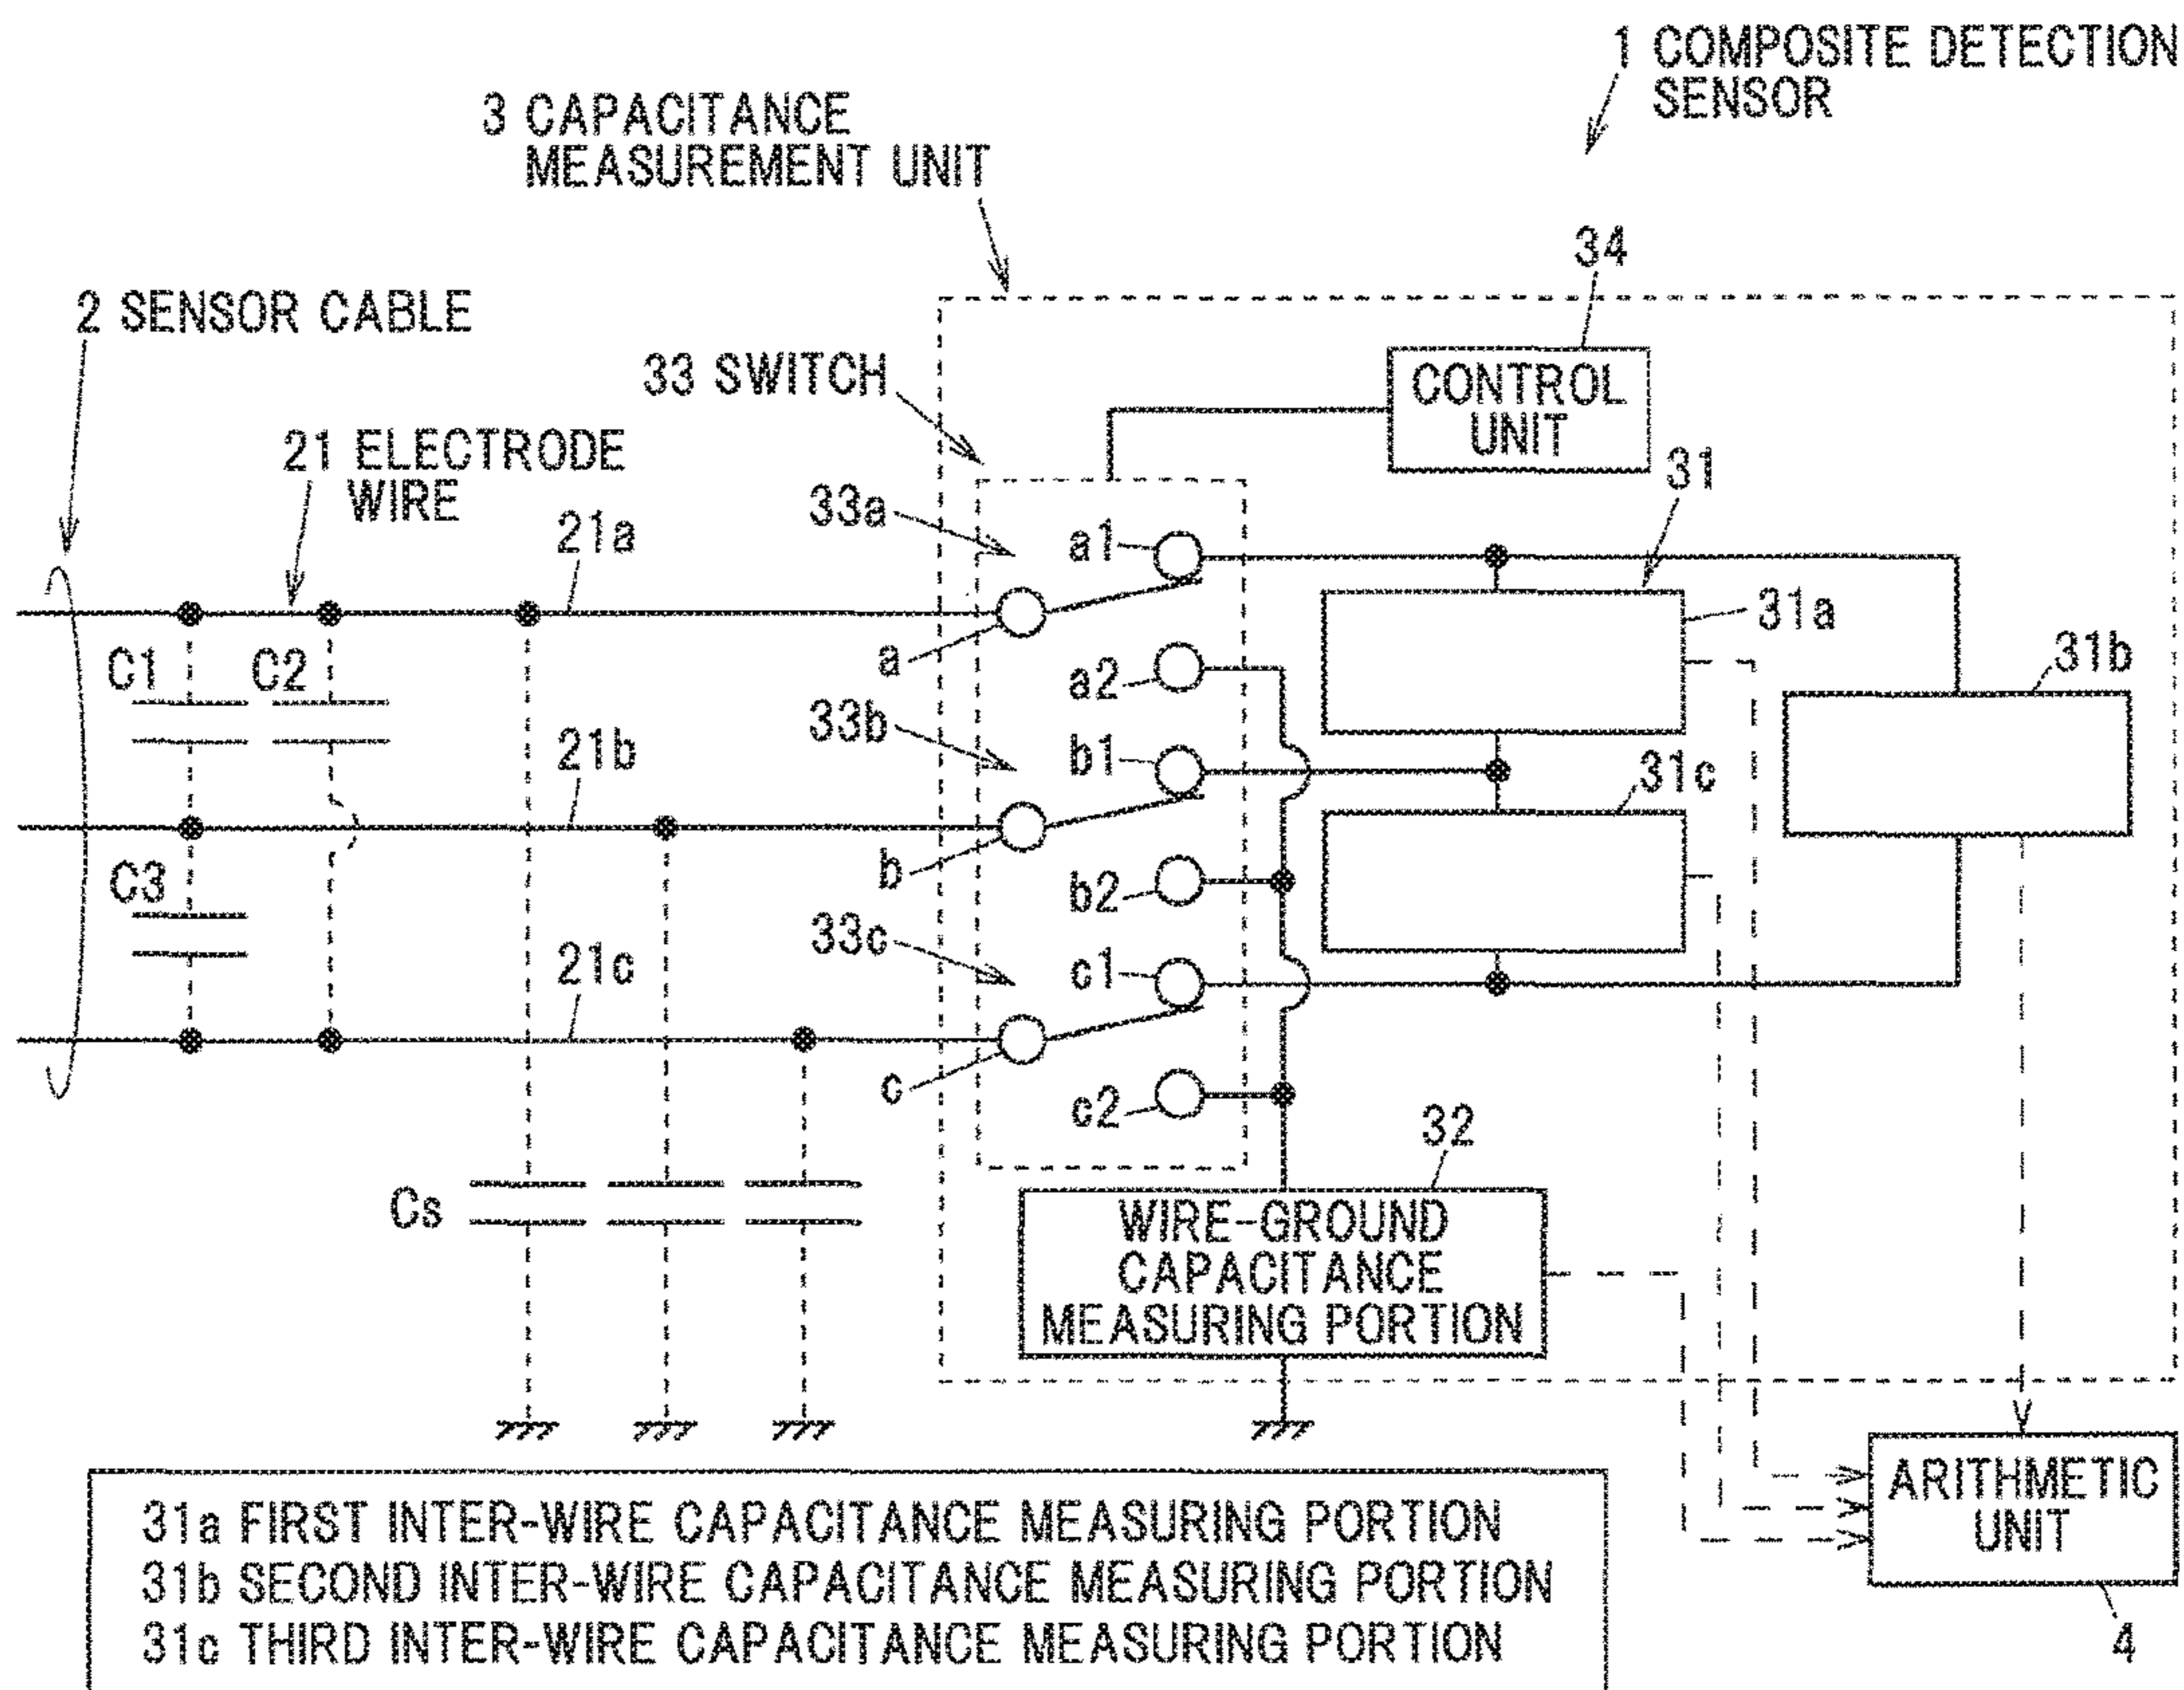 1 COMPOSITE DETECTION
SENSOR
3 CAPACITANCE
MEASUREMENT UNIT
34
2 SENSOR CABLE
33 SWITCH
CONTROL
UNIT
21 ELECTRODE
WIRE
31
33a
21a
a1
31a
31b
a
C1
C2
a2
33b
21b
b1
31c
b
C3
b2
33c
21c
c1
c
c2
32
Cs
WIRE-GROUND
CAPACITANCE
MEASURING PORTION
ARITHMETIC
UNIT
4
31a FIRST INTER-WIRE CAPACITANCE MEASURING PORTION
31b SECOND INTER-WIRE CAPACITANCE MEASURING PORTION
31c THIRD INTER-WIRE CAPACITANCE MEASURING PORTION